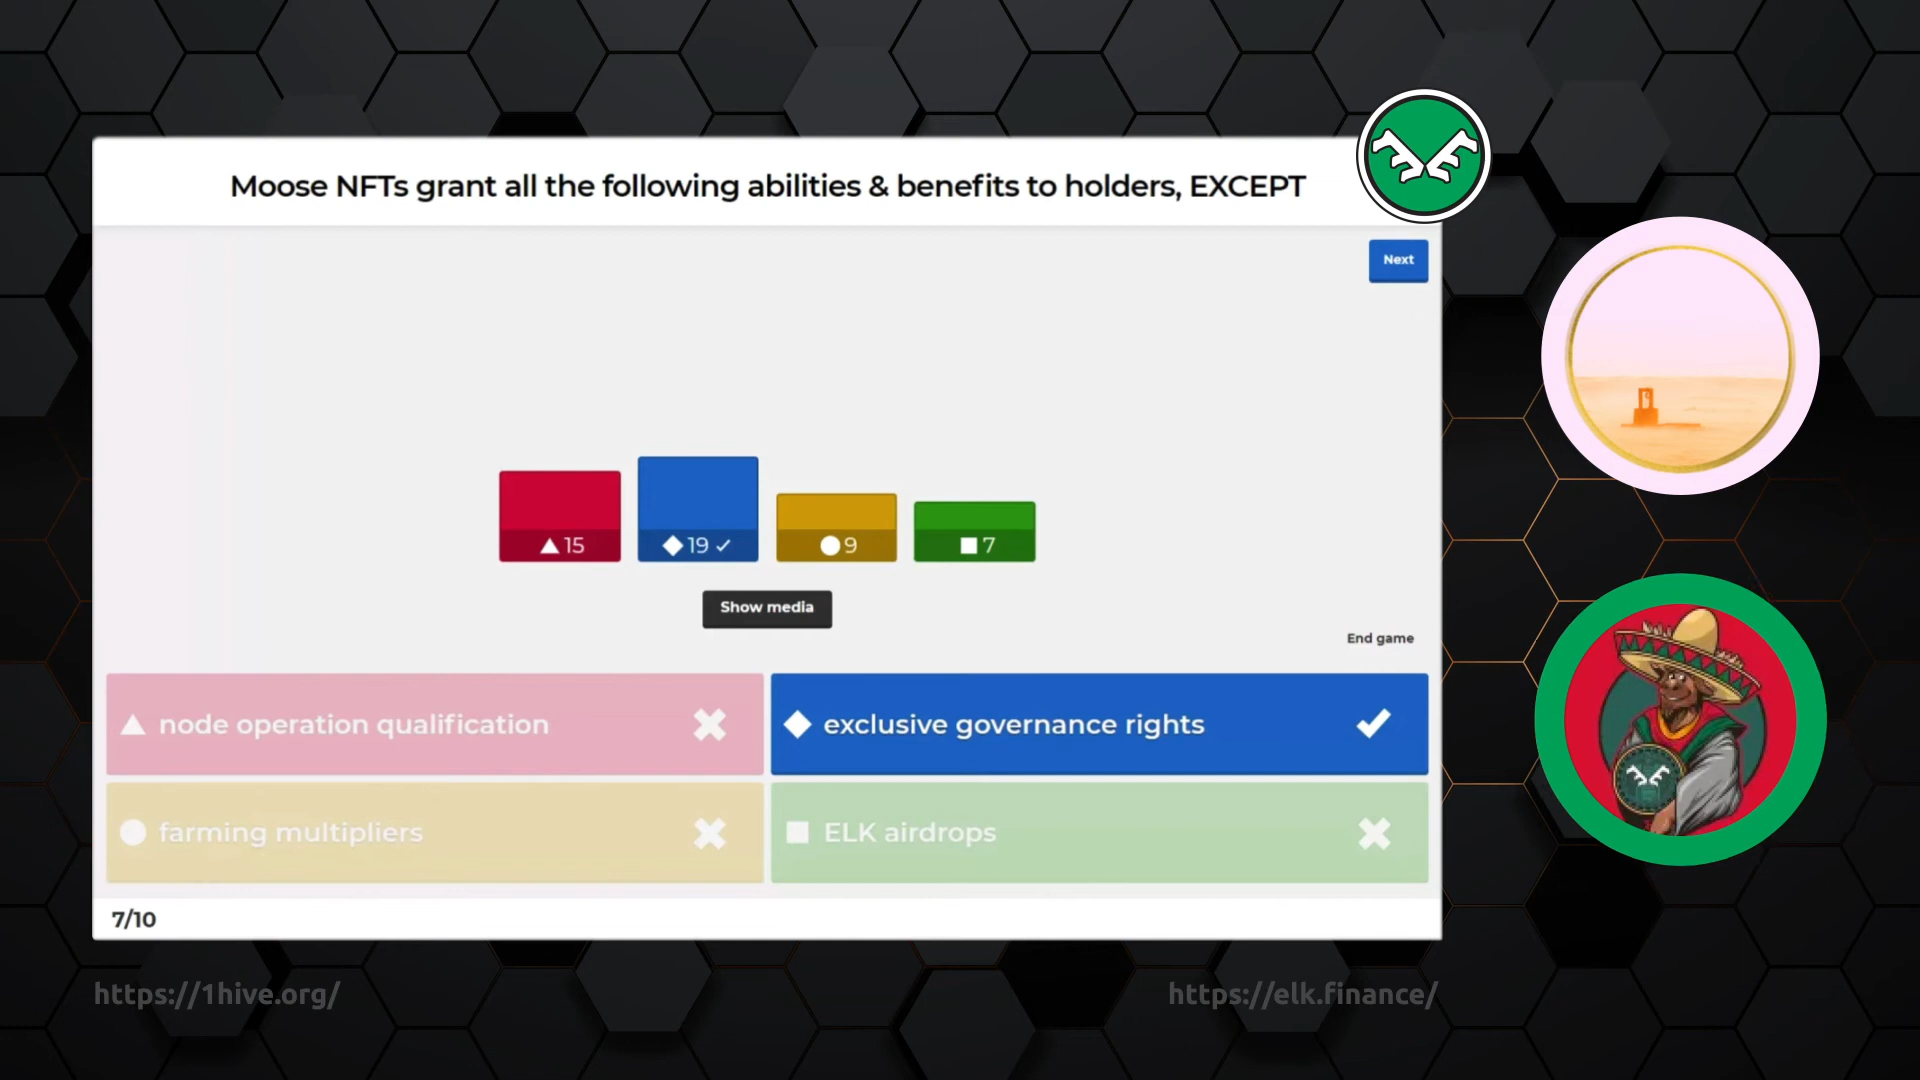 Moose NFTs grant all the following abilities & benefits to holders, EXCEPT
Next
15
19
9
7
Show media
End game
node operation qualification
exclusive governance rights
farming multipliers
ELK airdrops
7/10
https://1hive.org/
https://elk.finance/